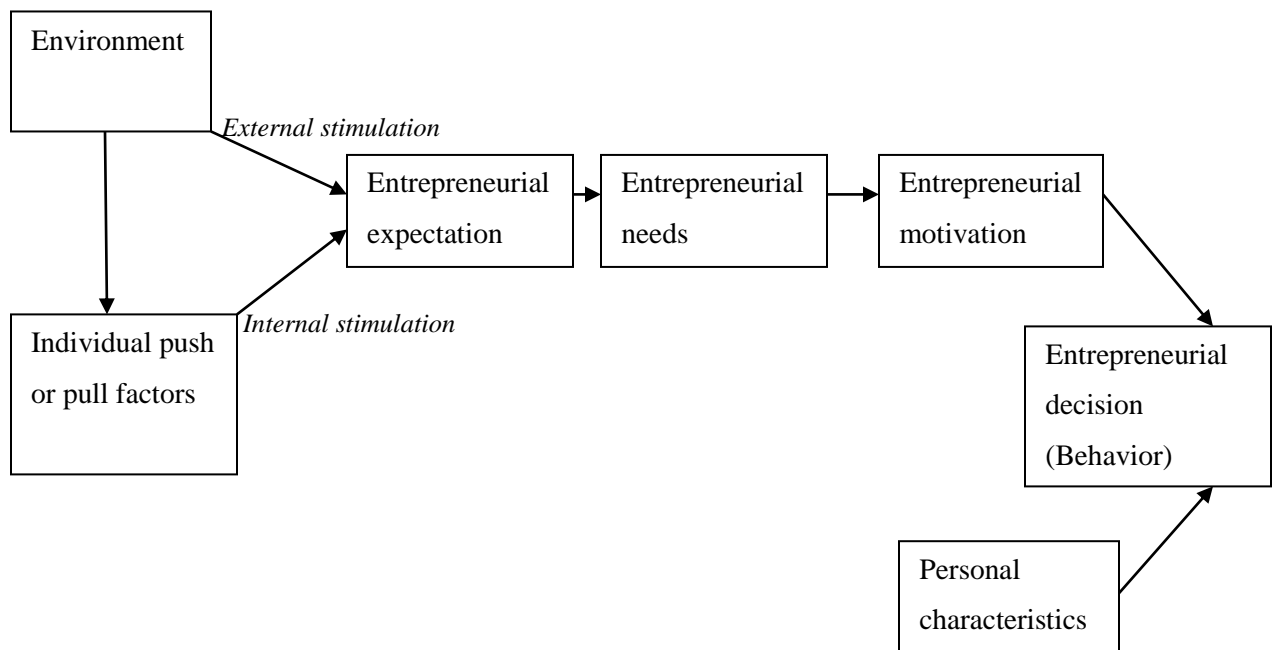 Environment
External stimulation
Entrepreneurial
expectation
Entrepreneurial
needs
Entrepreneurial
motivation
Internal stimulation
Individual push
or pull factors
Entrepreneurial
decision
(Behavior)
Personal
characteristics